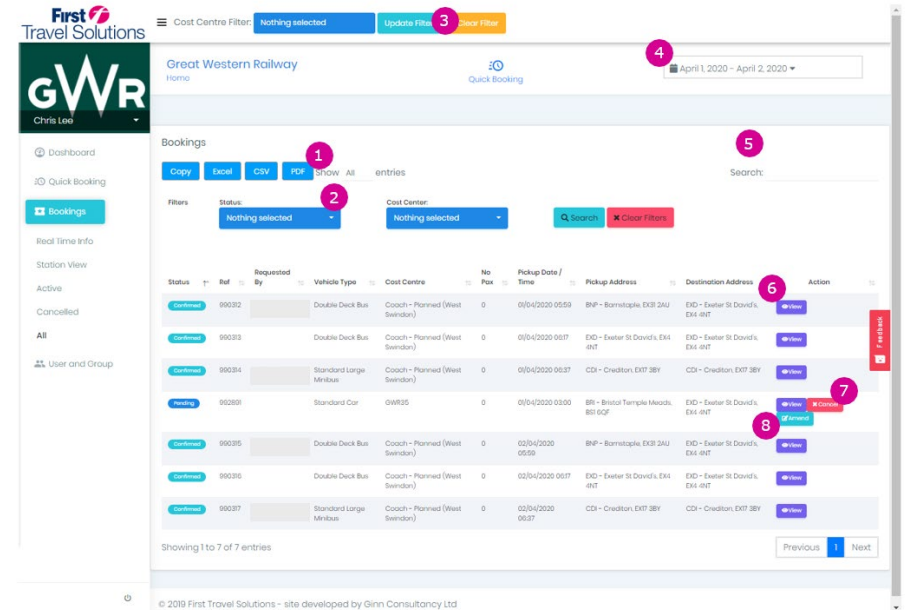 First
Travel Solutions
Cost Centre Filter: Nothing selected Update Filter 3 Clear Filter
GWR
Chris Lee
Great Western Railway
Home
Quick Booking
4
April 1, 2020 - April 2, 2020
Dashboard
Quick Booking
Bookings
Real Time Info
Station View
Active
Cancelled
All
User and Group
Bookings
1
5
Copy Excel CSV PDF Show All entries Search:
2
Filters Status: Cost Center:
Nothing selected Nothing selected Search Clear Filters
Status Ref Requested By Vehicle Type Cost Centre No Pax Pickup Date / Time Pickup Address Destination Address Action
6
Confirmed 990312 Double Deck Bus Coach - Planned (West Swindon) 0 01/04/2020 05:59 BNP - Barnstaple, EX31 2AU EXD - Exeter St David's, EX4 4NT View
Confirmed 990313 Double Deck Bus Coach - Planned (West Swindon) 0 01/04/2020 06:17 EXD - Exeter St David's, EX4 4NT EXD - Exeter St David's, EX4 4NT View
Confirmed 990314 Standard Large Minibus Coach - Planned (West Swindon) 0 01/04/2020 06:37 CDI - Crediton, EX17 3BY CDI - Crediton, EX17 3BY View
7
Pending 992891 Standard Car GWR35 0 01/04/2020 03:00 BRI - Bristol Temple Meads, BS1 6QF EXD - Exeter St David's, EX4 4NT View Cancel
8 Amend
Confirmed 990315 Double Deck Bus Coach - Planned (West Swindon) 0 02/04/2020 05:59 BNP - Barnstaple, EX31 2AU EXD - Exeter St David's, EX4 4NT View
Confirmed 990316 Double Deck Bus Coach - Planned (West Swindon) 0 02/04/2020 06:17 EXD - Exeter St David's, EX4 4NT EXD - Exeter St David's, EX4 4NT View
Confirmed 990317 Standard Large Minibus Coach - Planned (West Swindon) 0 02/04/2020 06:37 CDI - Crediton, EX17 3BY CDI - Crediton, EX17 3BY View
Feedback
Showing 1 to 7 of 7 entries
Previous 1 Next
© 2019 First Travel Solutions - site developed by Ginn Consultancy Ltd